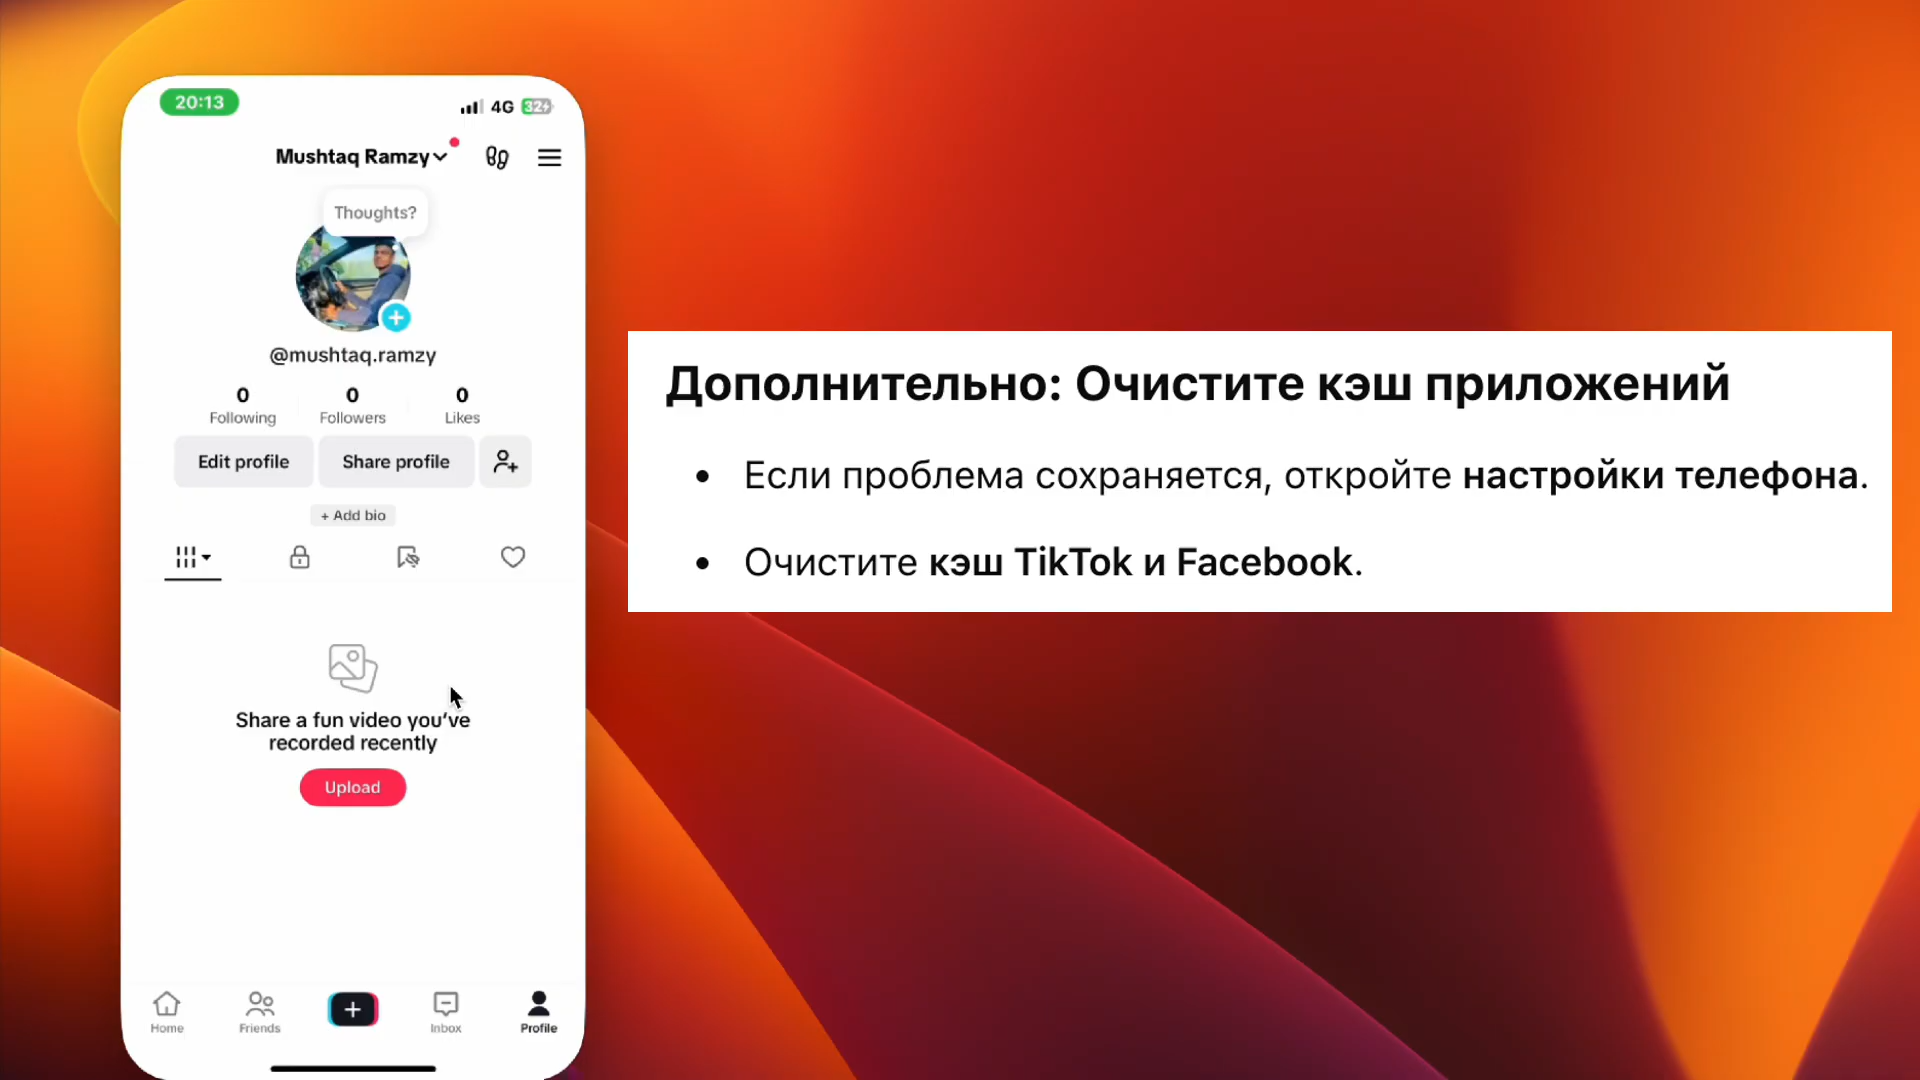 20:13
4G 32
Mushtaq Ramzy
Thoughts?
@mushtaq.ramzy
0 0 0
Following Followers Likes
Edit profile Share profile
+ Add bio
Share a fun video you've
recorded recently
Upload
Home Friends Inbox Profile
Дополнительно: Очистите кэш приложений
• Если проблема сохраняется, откройте настройки телефона.
• Очистите кэш TikTok и Facebook.